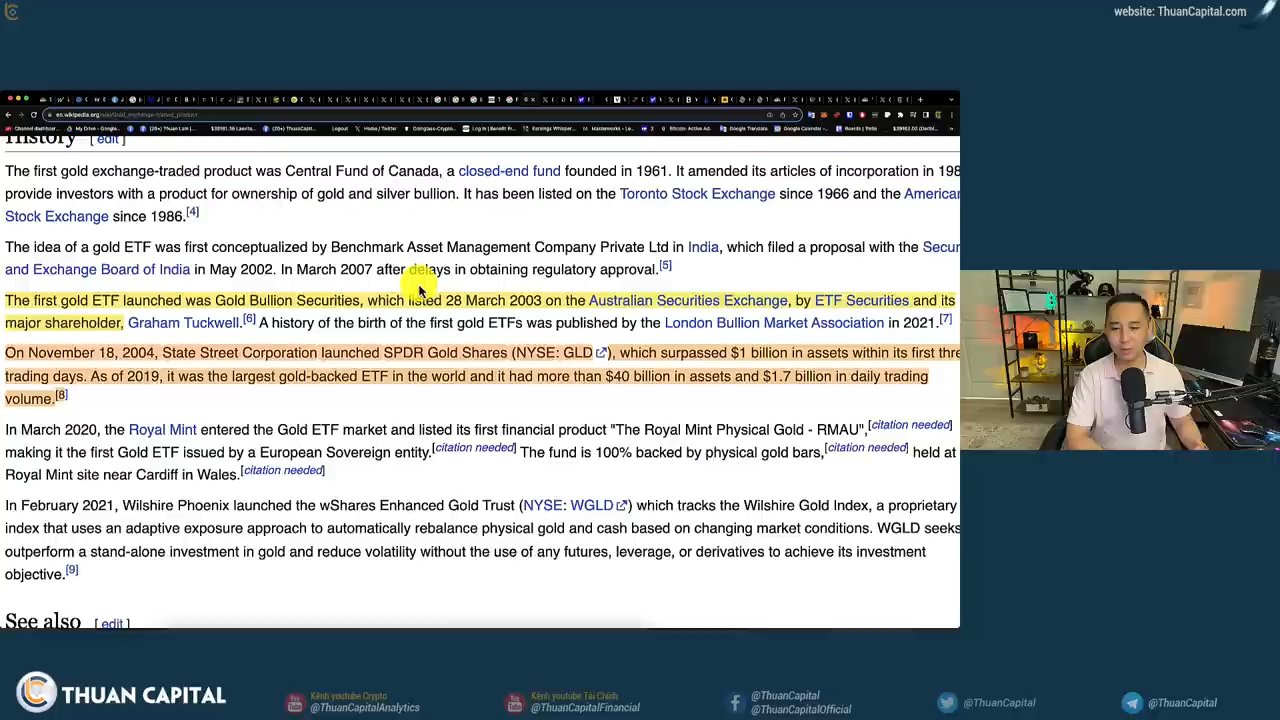 website: ThuanCapital.com
en.wikipedia.org/wiki/Gold_exchange-traded_product
History [ edit ]
The first gold exchange-traded product was Central Fund of Canada, a closed-end fund founded in 1961. It amended its articles of incorporation in 198
provide investors with a product for ownership of gold and silver bullion. It has been listed on the Toronto Stock Exchange since 1966 and the American
Stock Exchange since 1986.[4]
The idea of a gold ETF was first conceptualized by Benchmark Asset Management Company Private Ltd in India, which filed a proposal with the Secur
and Exchange Board of India in May 2002. In March 2007 after delays in obtaining regulatory approval.[5]
The first gold ETF launched was Gold Bullion Securities, which listed 28 March 2003 on the Australian Securities Exchange, by ETF Securities and its
major shareholder, Graham Tuckwell.[6] A history of the birth of the first gold ETFs was published by the London Bullion Market Association in 2021.[7]
On November 18, 2004, State Street Corporation launched SPDR Gold Shares (NYSE: GLD), which surpassed $1 billion in assets within its first thre
trading days. As of 2019, it was the largest gold-backed ETF in the world and it had more than $40 billion in assets and $1.7 billion in daily trading
volume.[8]
In March 2020, the Royal Mint entered the Gold ETF market and listed its first financial product "The Royal Mint Physical Gold - RMAU",[citation needed]
making it the first Gold ETF issued by a European Sovereign entity.[citation needed] The fund is 100% backed by physical gold bars,[citation needed] held at
Royal Mint site near Cardiff in Wales.[citation needed]
In February 2021, Wilshire Phoenix launched the wShares Enhanced Gold Trust (NYSE: WGLD) which tracks the Wilshire Gold Index, a proprietary
index that uses an adaptive exposure approach to automatically rebalance physical gold and cash based on changing market conditions. WGLD seeks
outperform a stand-alone investment in gold and reduce volatility without the use of any futures, leverage, or derivatives to achieve its investment
objective.[9]
See also [ edit ]
THUAN CAPITAL
Kênh youtube Crypto
@ThuanCapitalAnalytics
Kênh youtube Tài Chính
@ThuanCapitalFinancial
@ThuanCapital
@ThuanCapitalOfficial
@ThuanCapital
@ThuanCapital